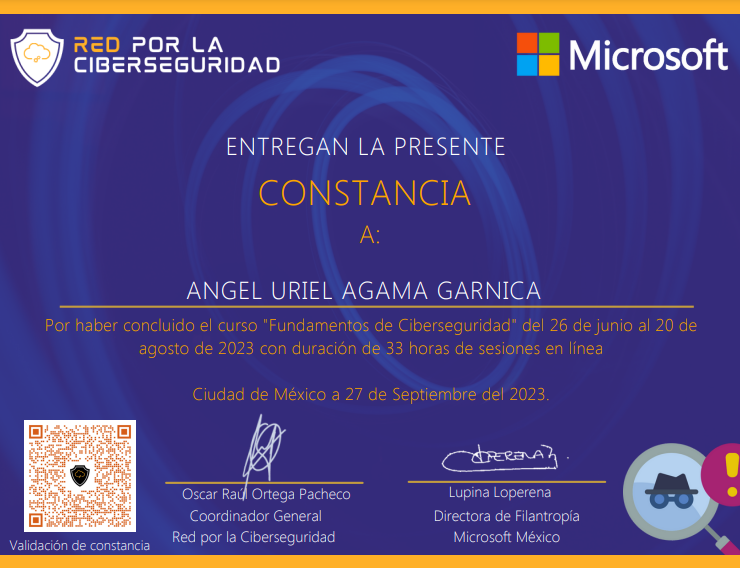 RED POR LA
CIBERSEGURIDAD
Microsoft
ENTREGAN LA PRESENTE
CONSTANCIA
A:
ANGEL URIEL AGAMA GARNICA
Por haber concluido el curso "Fundamentos de Ciberseguridad" del 26 de junio al 20 de
agosto de 2023 con duración de 33 horas de sesiones en línea
Ciudad de México a 27 de Septiembre del 2023.
Oscar Raúl Ortega Pacheco
Coordinador General
Red por la Ciberseguridad
Lupina Loperena
Directora de Filantropía
Microsoft México
Validación de constancia